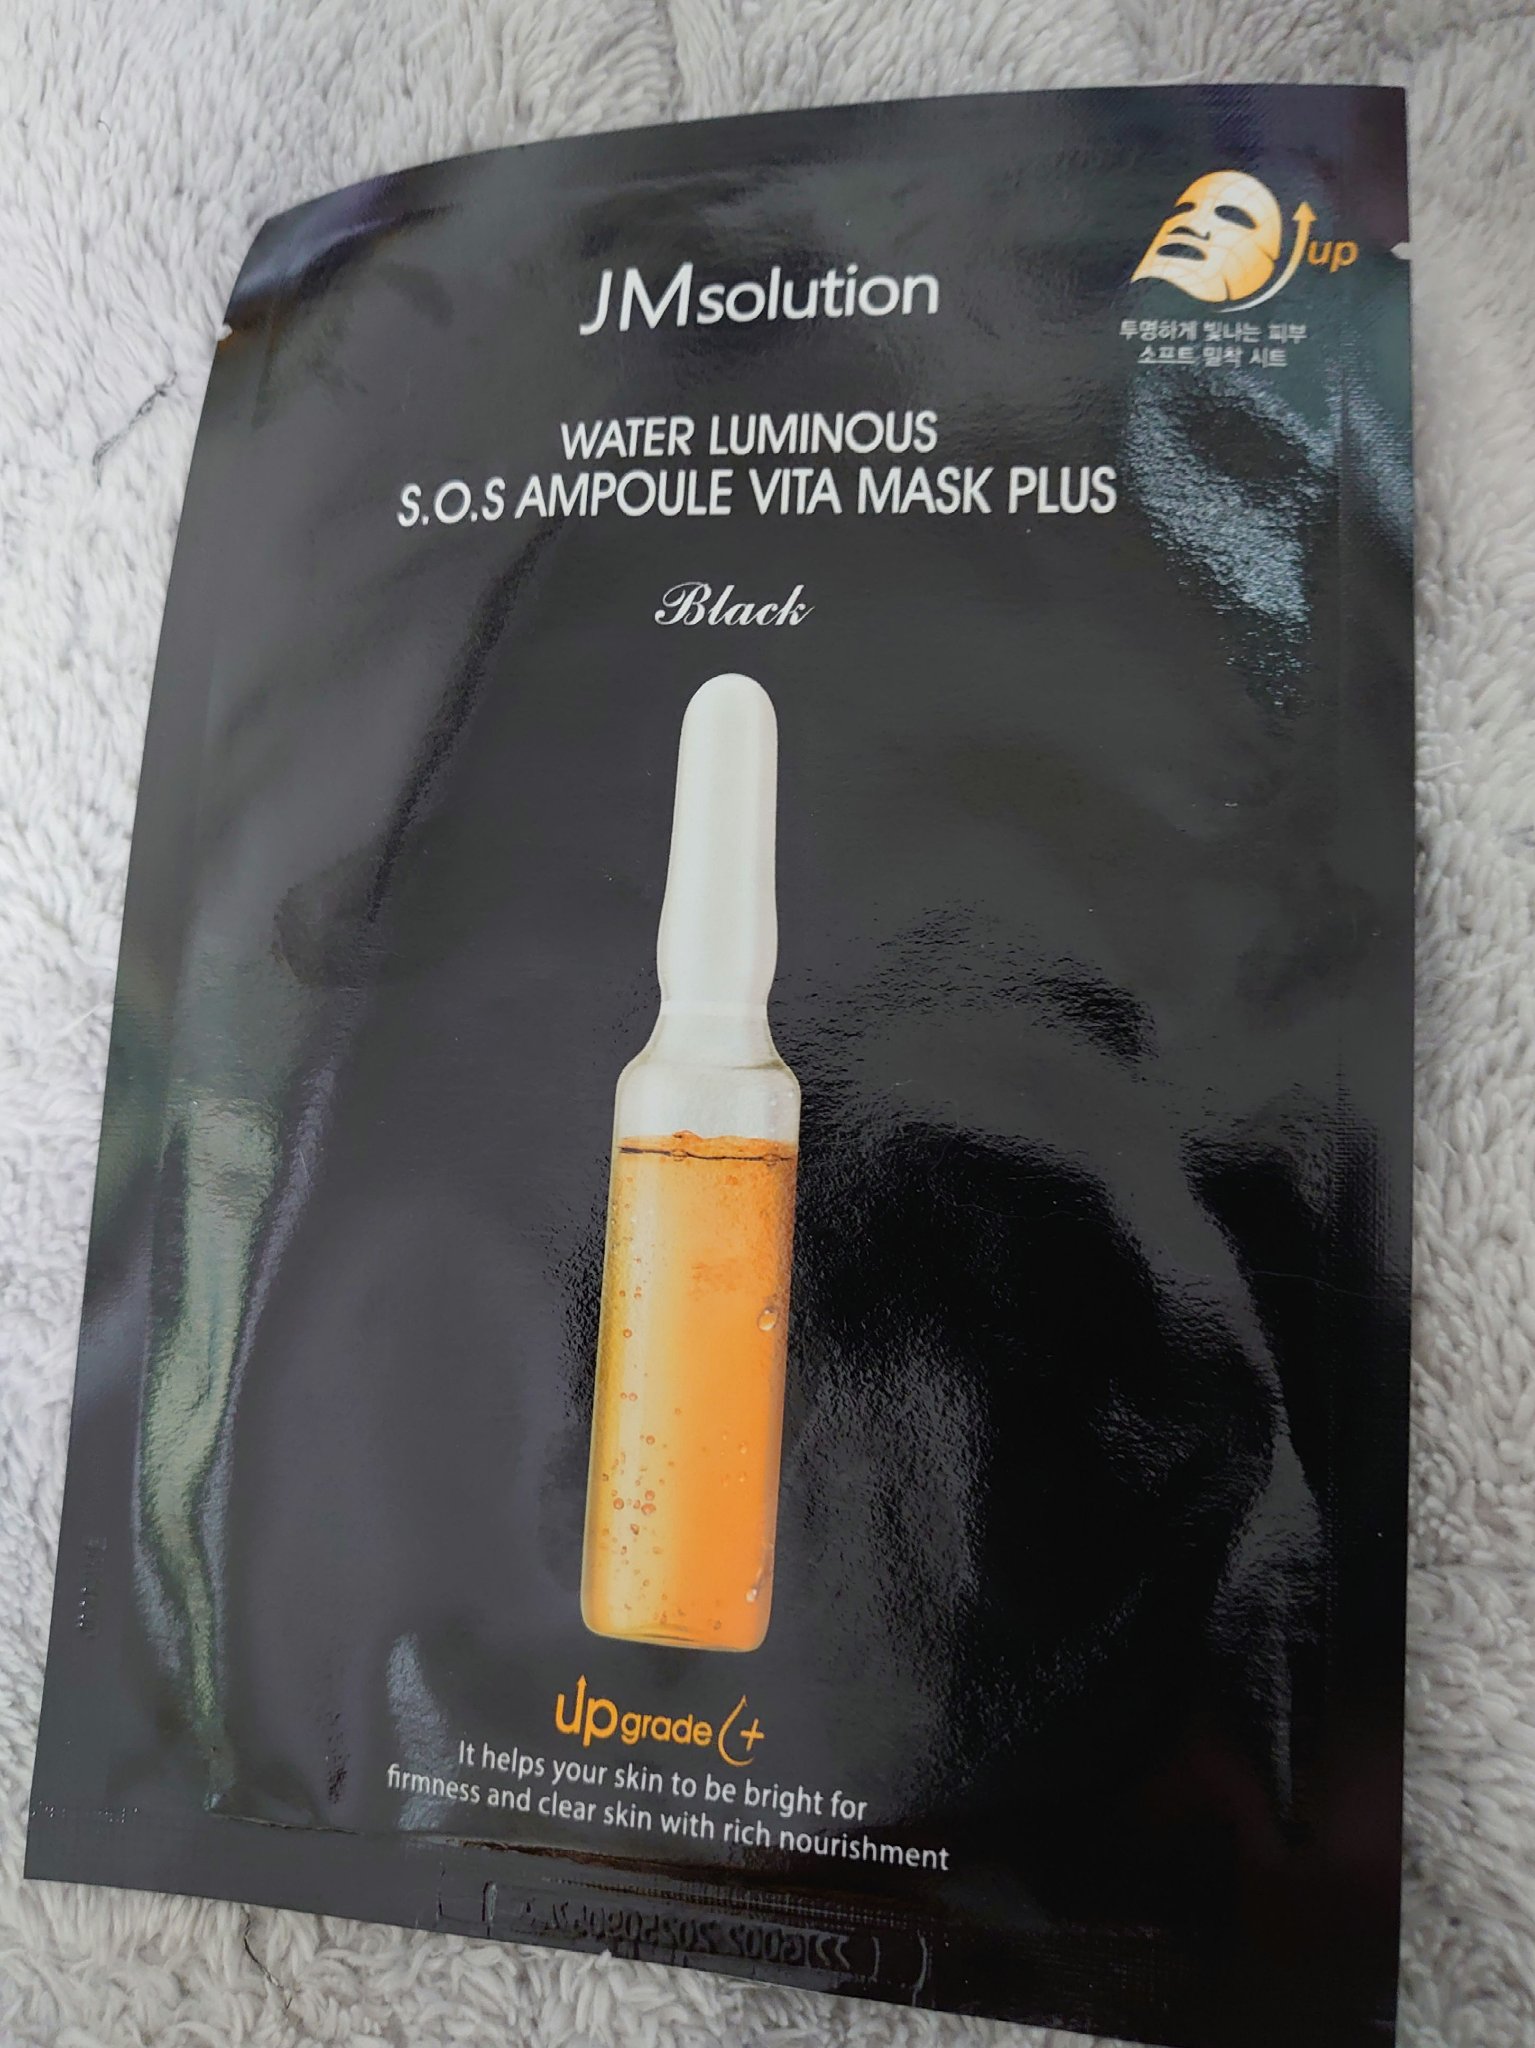 JMsolution
up
투명하게 빛나는 피부
소프트 밀착 시트
WATER LUMINOUS
S.O.S AMPOULE VITA MASK PLUS
Black
upgrade
It helps your skin to be bright for
firmness and clear skin with rich nourishment